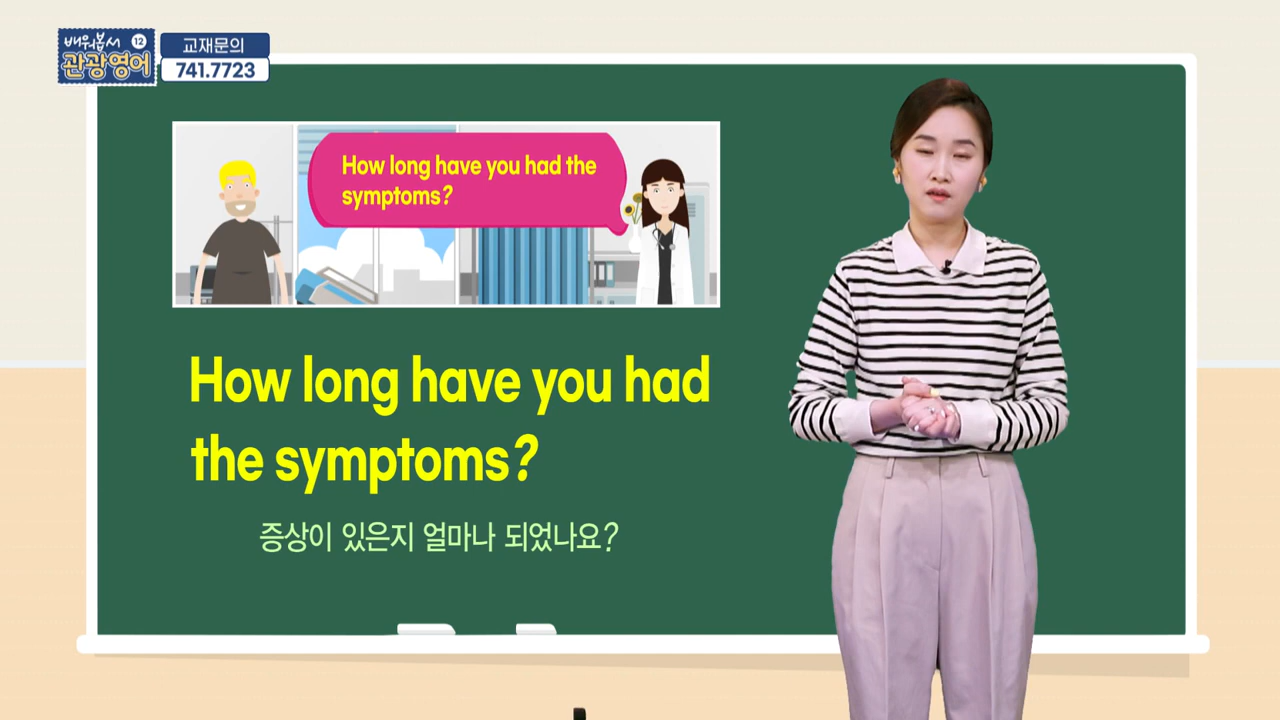 배워봅서 12
관광영어
교재문의
741.7723
How long have you had the
symptoms?
How long have you had
the symptoms?
증상이 있은지 얼마나 되었나요?